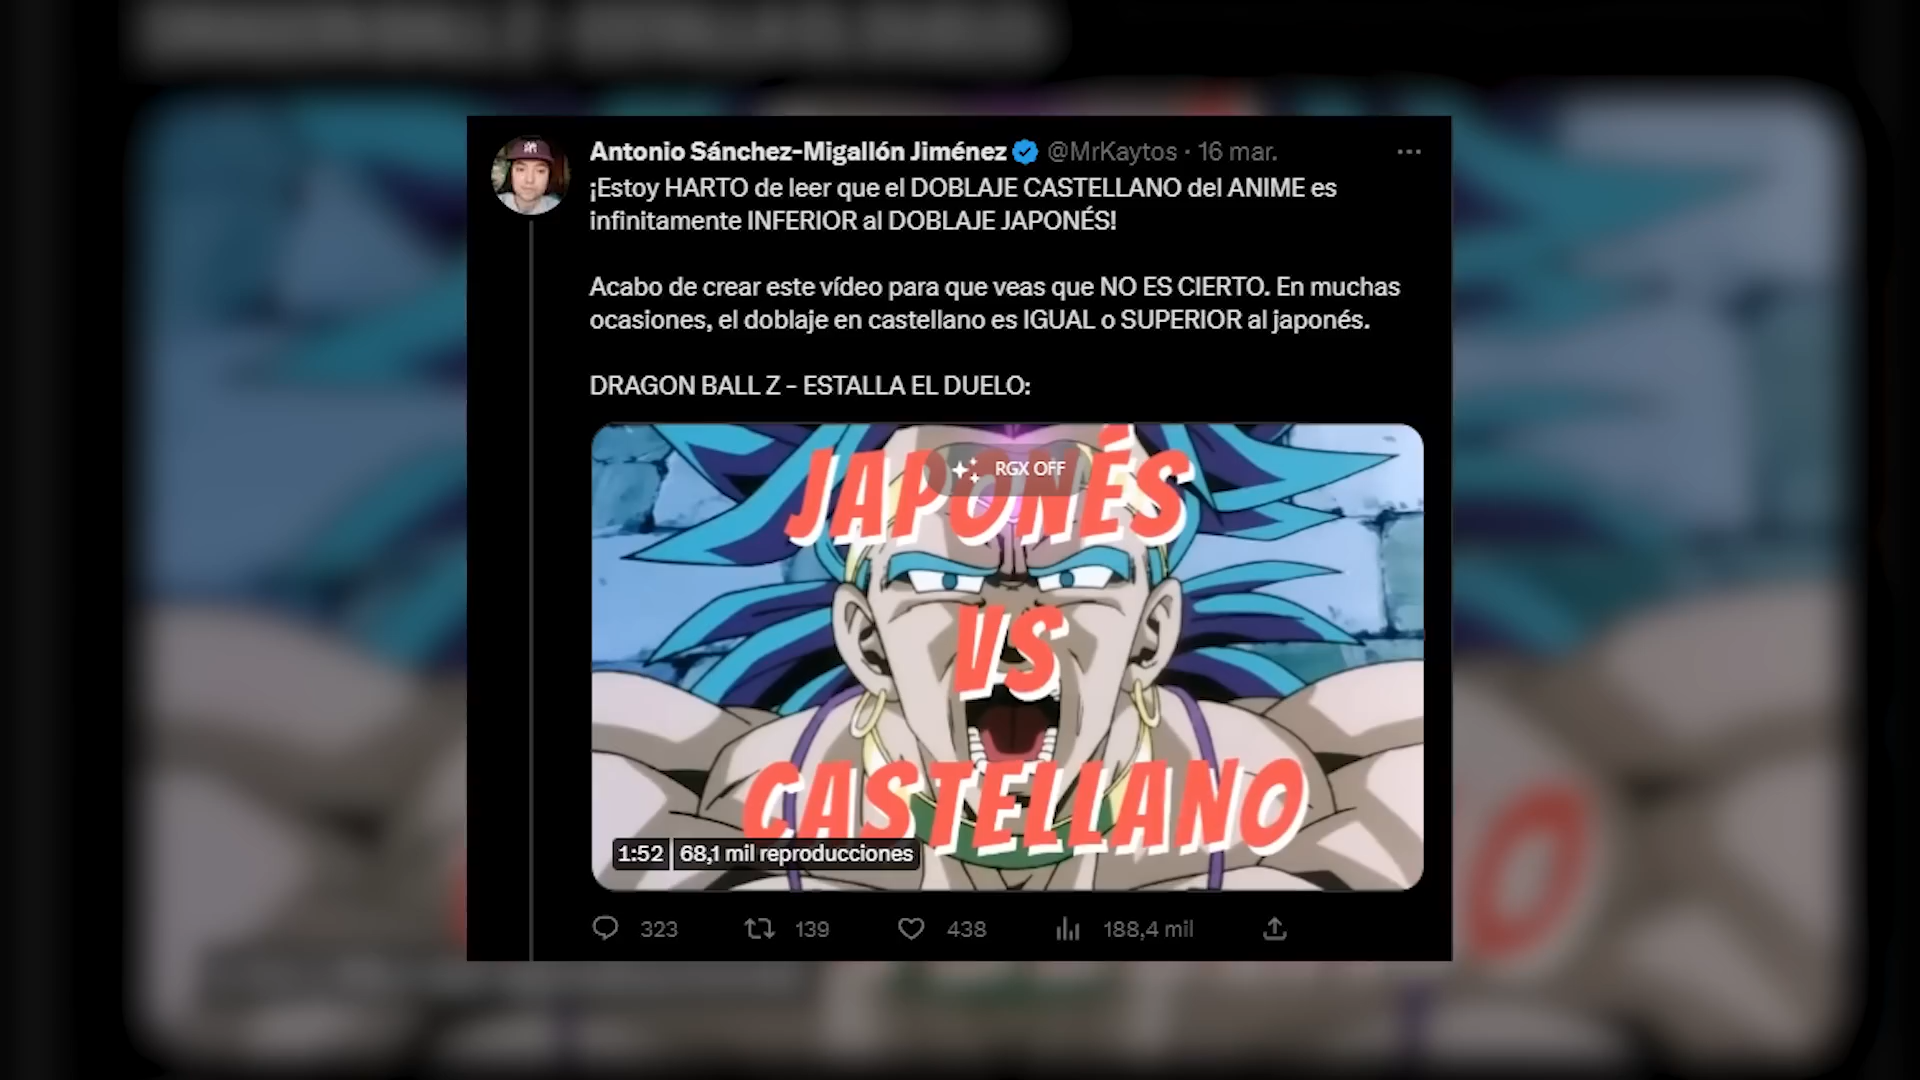 Antonio Sánchez-Migallón Jiménez @MrKaytos · 16 mar.
¡Estoy HARTO de leer que el DOBLAJE CASTELLANO del ANIME es
infinitamente INFERIOR al DOBLAJE JAPONÉS!
Acabo de crear este vídeo para que veas que NO ES CIERTO. En muchas
ocasiones, el doblaje en castellano es IGUAL o SUPERIOR al japonés.
DRAGON BALL Z - ESTALLA EL DUELO:
RGX OFF
JAPONÉS
VS
CASTELLANO
1:52 68,1 mil reproducciones
323 139 438 188,4 mil